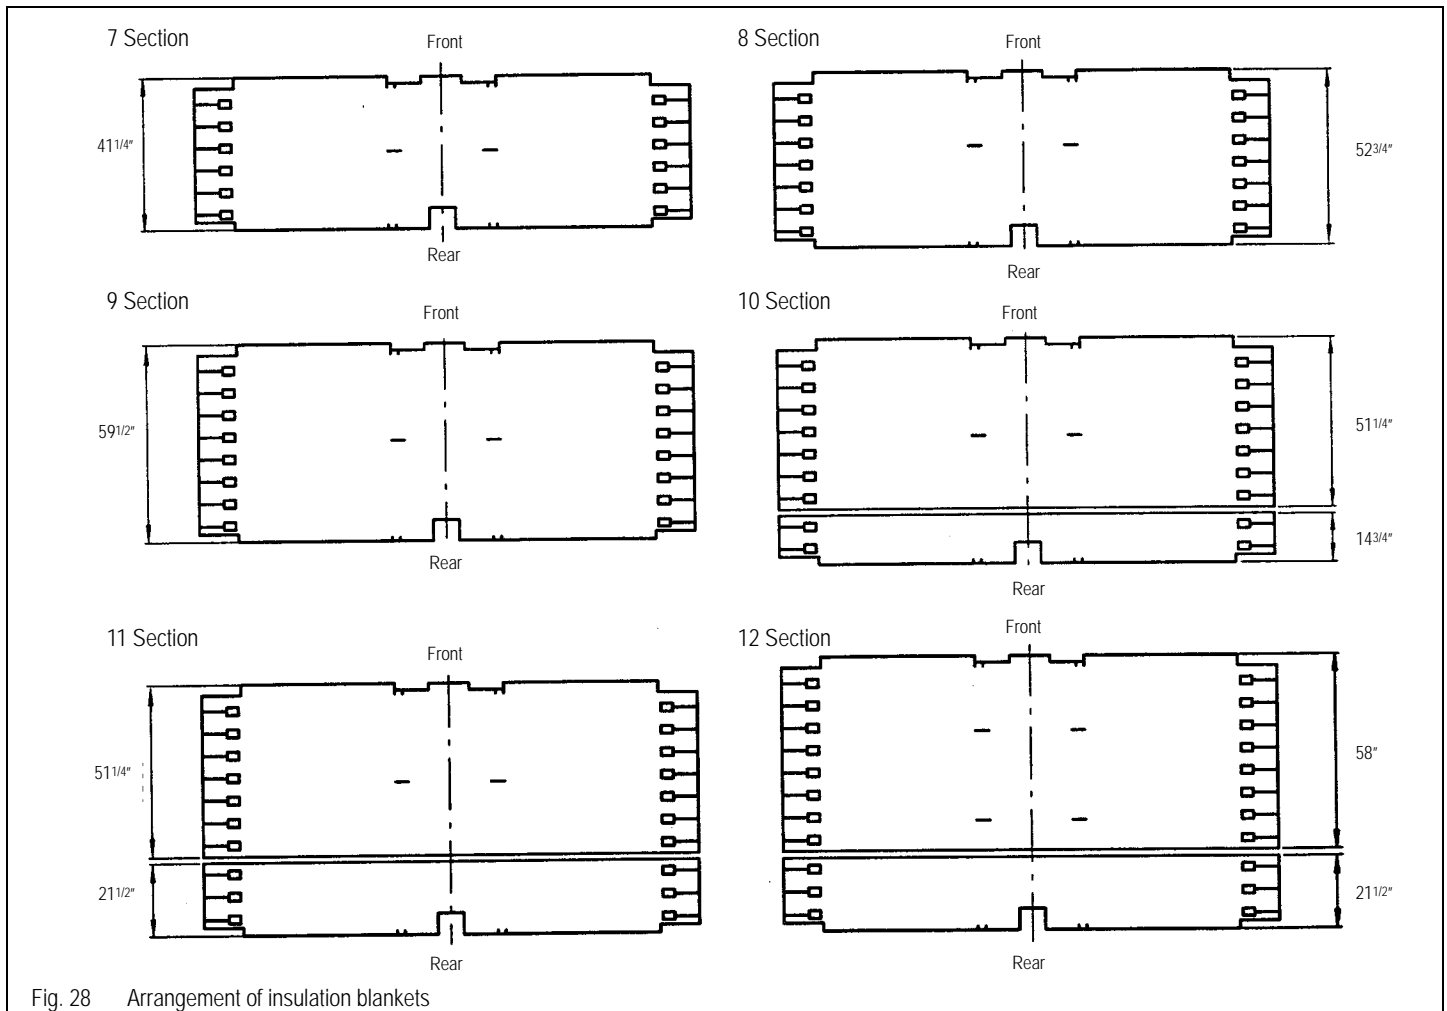 7 Section
Front
41 1/4"
Rear
8 Section
Front
52 3/4"
Rear
9 Section
Front
59 1/2"
Rear
10 Section
Front
51 1/4"
14 3/4"
Rear
11 Section
Front
51 1/4"
21 1/2"
Rear
12 Section
Front
58"
21 1/2"
Rear
Fig. 28 Arrangement of insulation blankets